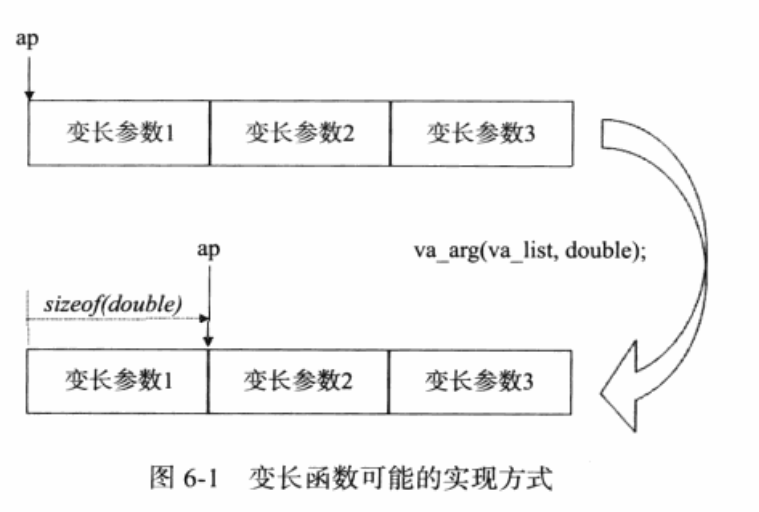 ap
变长参数1 变长参数2 变长参数3
ap
va_arg(va_list, double);
sizeof(double)
变长参数1 变长参数2 变长参数3
图 6-1 变长函数可能的实现方式